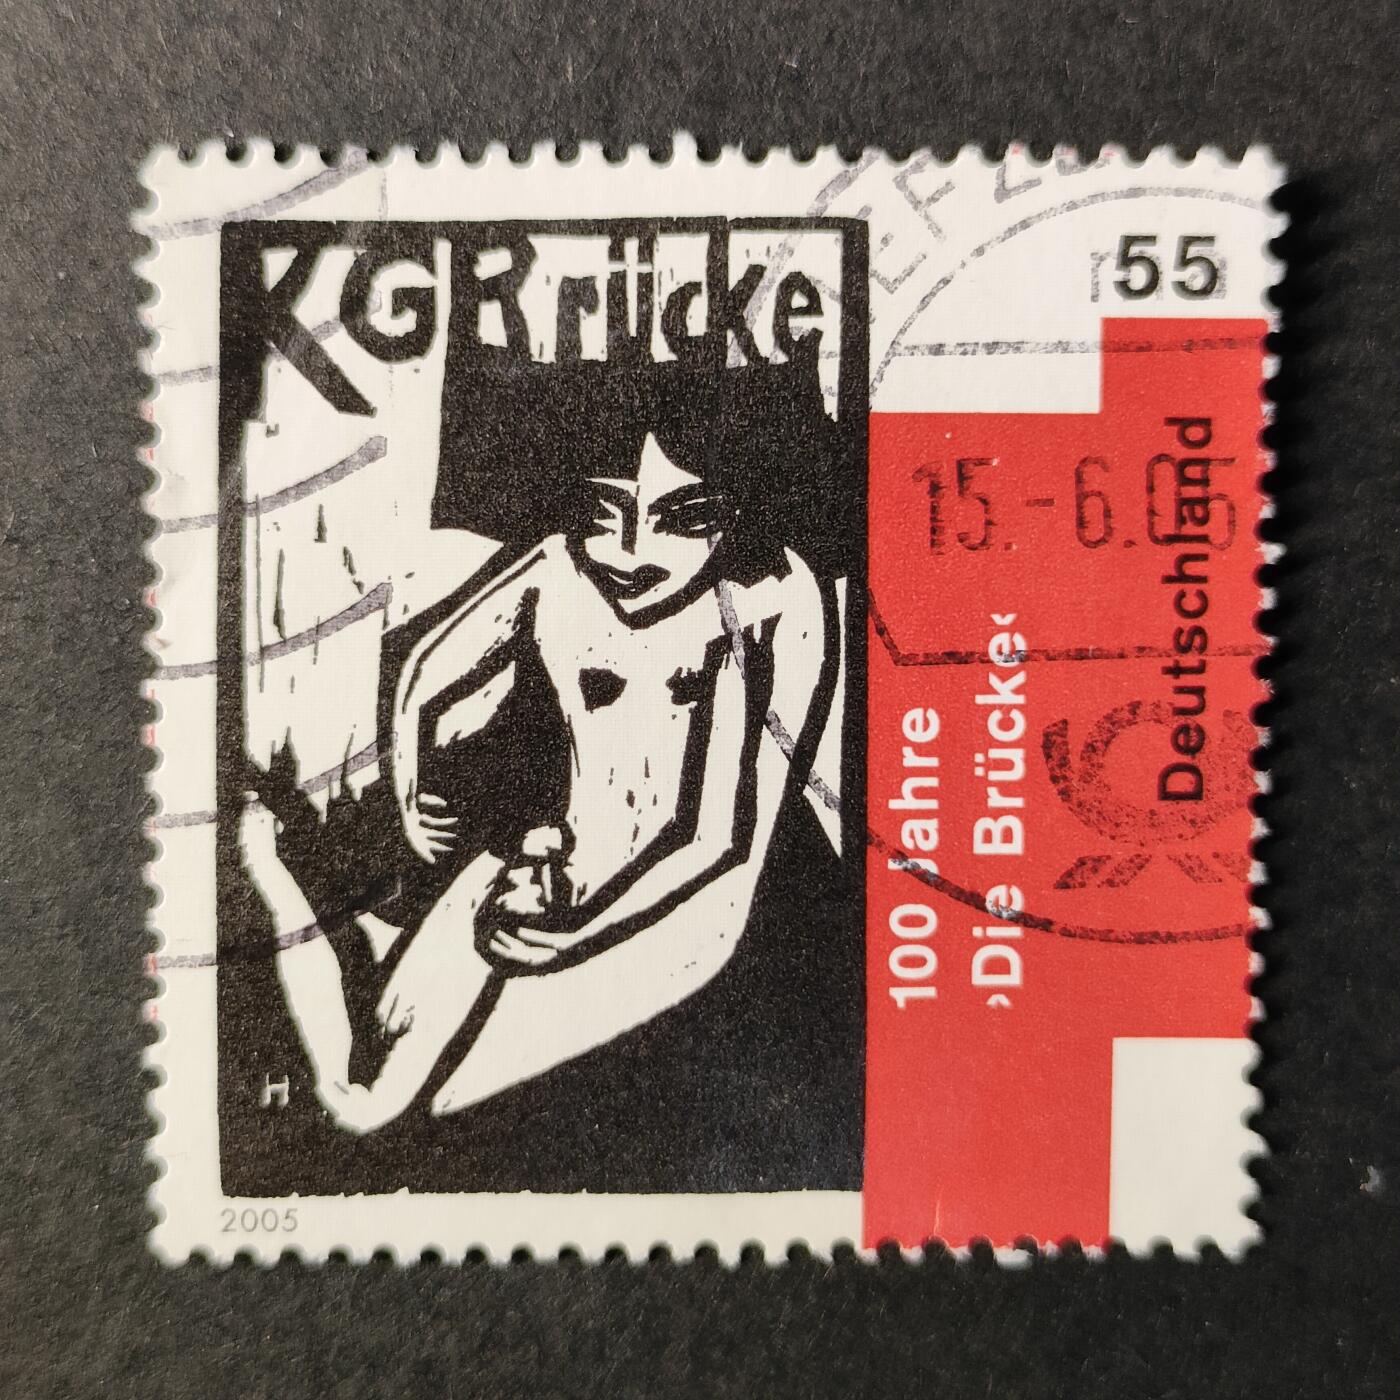 KGBrücke
55
Deutschland
100 Jahre
›Die Brücke‹
15.-6.05
H
2005